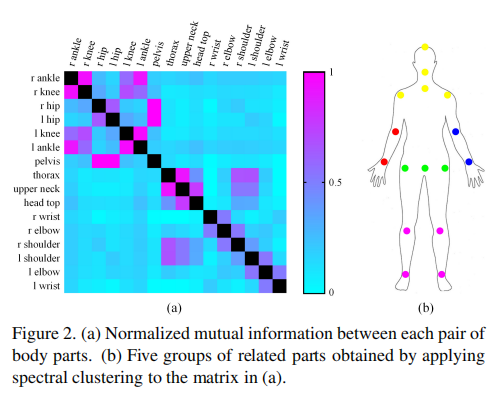 r ankle
r knee
r hip
l hip
l knee
l ankle
pelvis
thorax
upper neck
head top
r wrist
r elbow
r shoulder
l shoulder
l elbow
l wrist
r ankle
r knee
r hip
l hip
l knee
l ankle
pelvis
thorax
upper neck
head top
r wrist
r elbow
r shoulder
l shoulder
l elbow
l wrist
1
0.5
0
(a)
(b)
Figure 2. (a) Normalized mutual information between each pair of
body parts. (b) Five groups of related parts obtained by applying
spectral clustering to the matrix in (a).